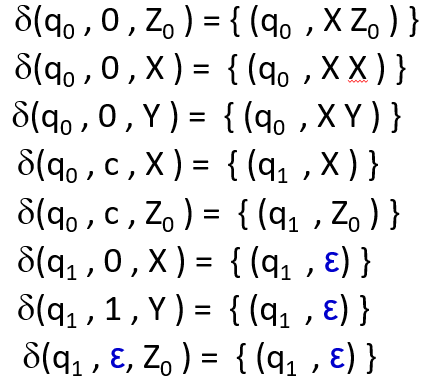 δ(q₀ , 0 , Z₀ ) = { (q₀ , X Z₀ ) }
δ(q₀ , 0 , X ) = { (q₀ , X X ) }
δ(q₀ , 0 , Y ) = { (q₀ , X Y ) }
δ(q₀ , c , X ) = { (q₁ , X ) }
δ(q₀ , c , Z₀ ) = { (q₁ , Z₀ ) }
δ(q₁ , 0 , X ) = { (q₁ , ε) }
δ(q₁ , 1 , Y ) = { (q₁ , ε) }
δ(q₁ , ε, Z₀ ) = { (q₁ , ε) }